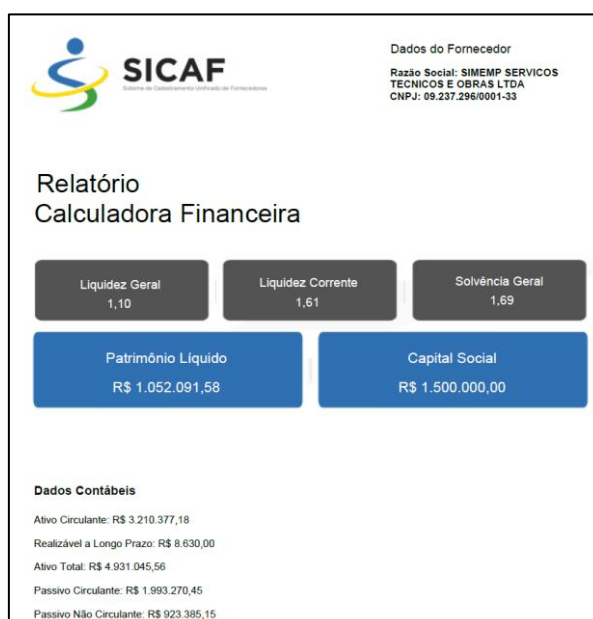 SICAF
Sistema de Cadastramento Unificado de Fornecedores
Dados do Fornecedor
Razão Social: SIMEMP SERVICOS
TECNICOS E OBRAS LTDA
CNPJ: 09.237.296/0001-33
Relatório
Calculadora Financeira
Liquidez Geral
1,10
Liquidez Corrente
1,61
Solvência Geral
1,69
Patrimônio Líquido
R$ 1.052.091,58
Capital Social
R$ 1.500.000,00
Dados Contábeis
Ativo Circulante: R$ 3.210.377,18
Realizável a Longo Prazo: R$ 8.630,00
Ativo Total: R$ 4.931.045,56
Passivo Circulante: R$ 1.993.270,45
Passivo Não Circulante: R$ 923.385,15